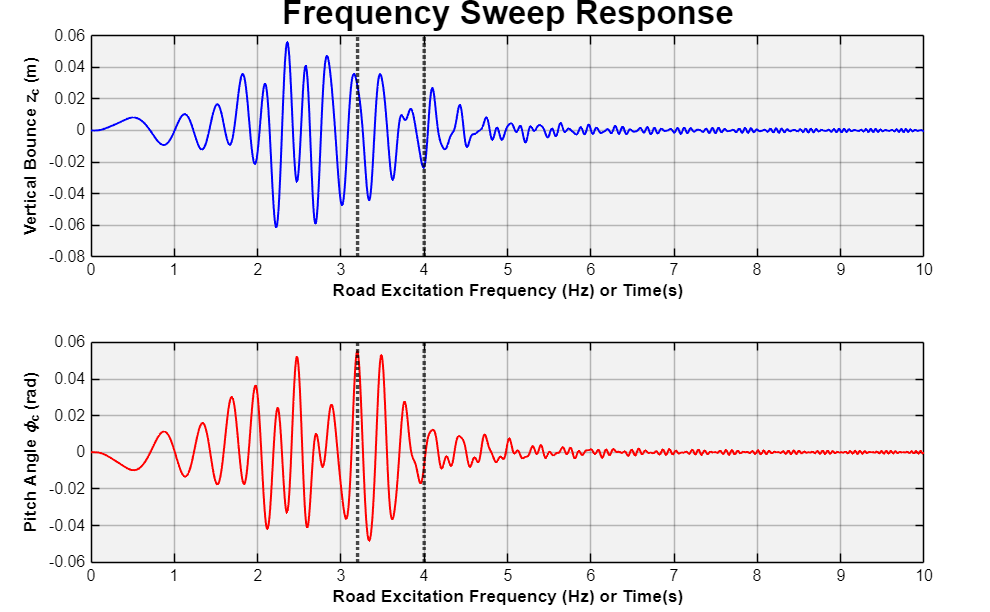 Frequency Sweep Response
0.06
0.04
0.02
0
-0.02
-0.04
-0.06
-0.08
Vertical Bounce z_c (m)
0 1 2 3 4 5 6 7 8 9 10
Road Excitation Frequency (Hz) or Time(s)
0.06
0.04
0.02
0
-0.02
-0.04
-0.06
Pitch Angle ϕ_c (rad)
0 1 2 3 4 5 6 7 8 9 10
Road Excitation Frequency (Hz) or Time(s)